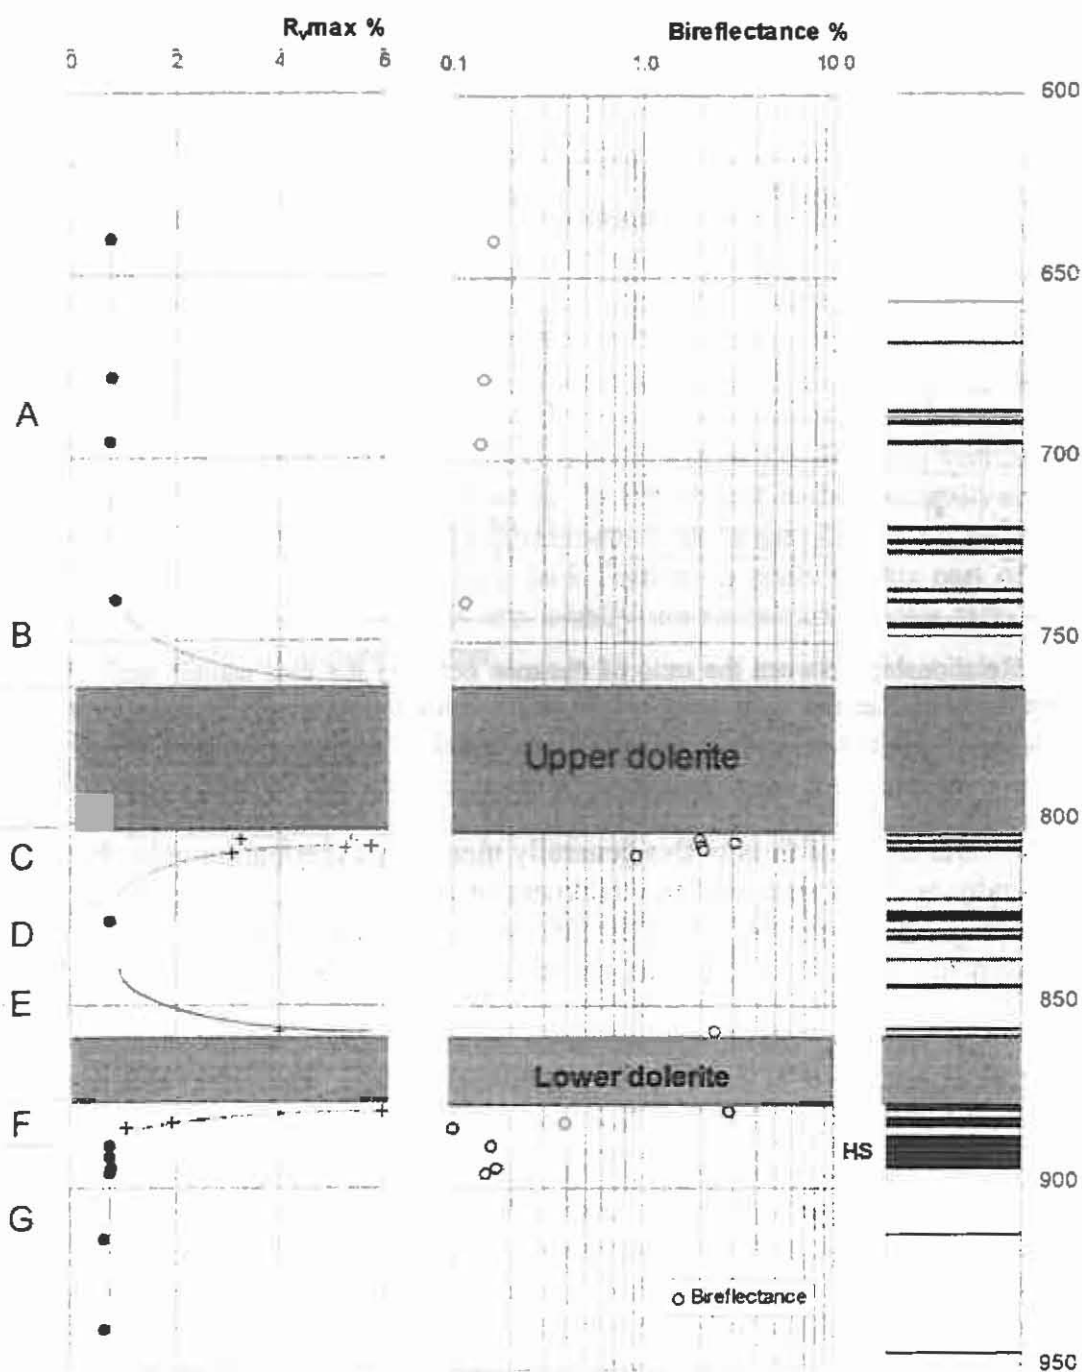 Rvmax %
Bireflectance %
0 2 4 6
0.1 1.0 10.0
600
650
A
700
B
750
Upper dolerite
800
C
D
E
850
Lower dolerite
F
HS
900
G
Bireflectance
950